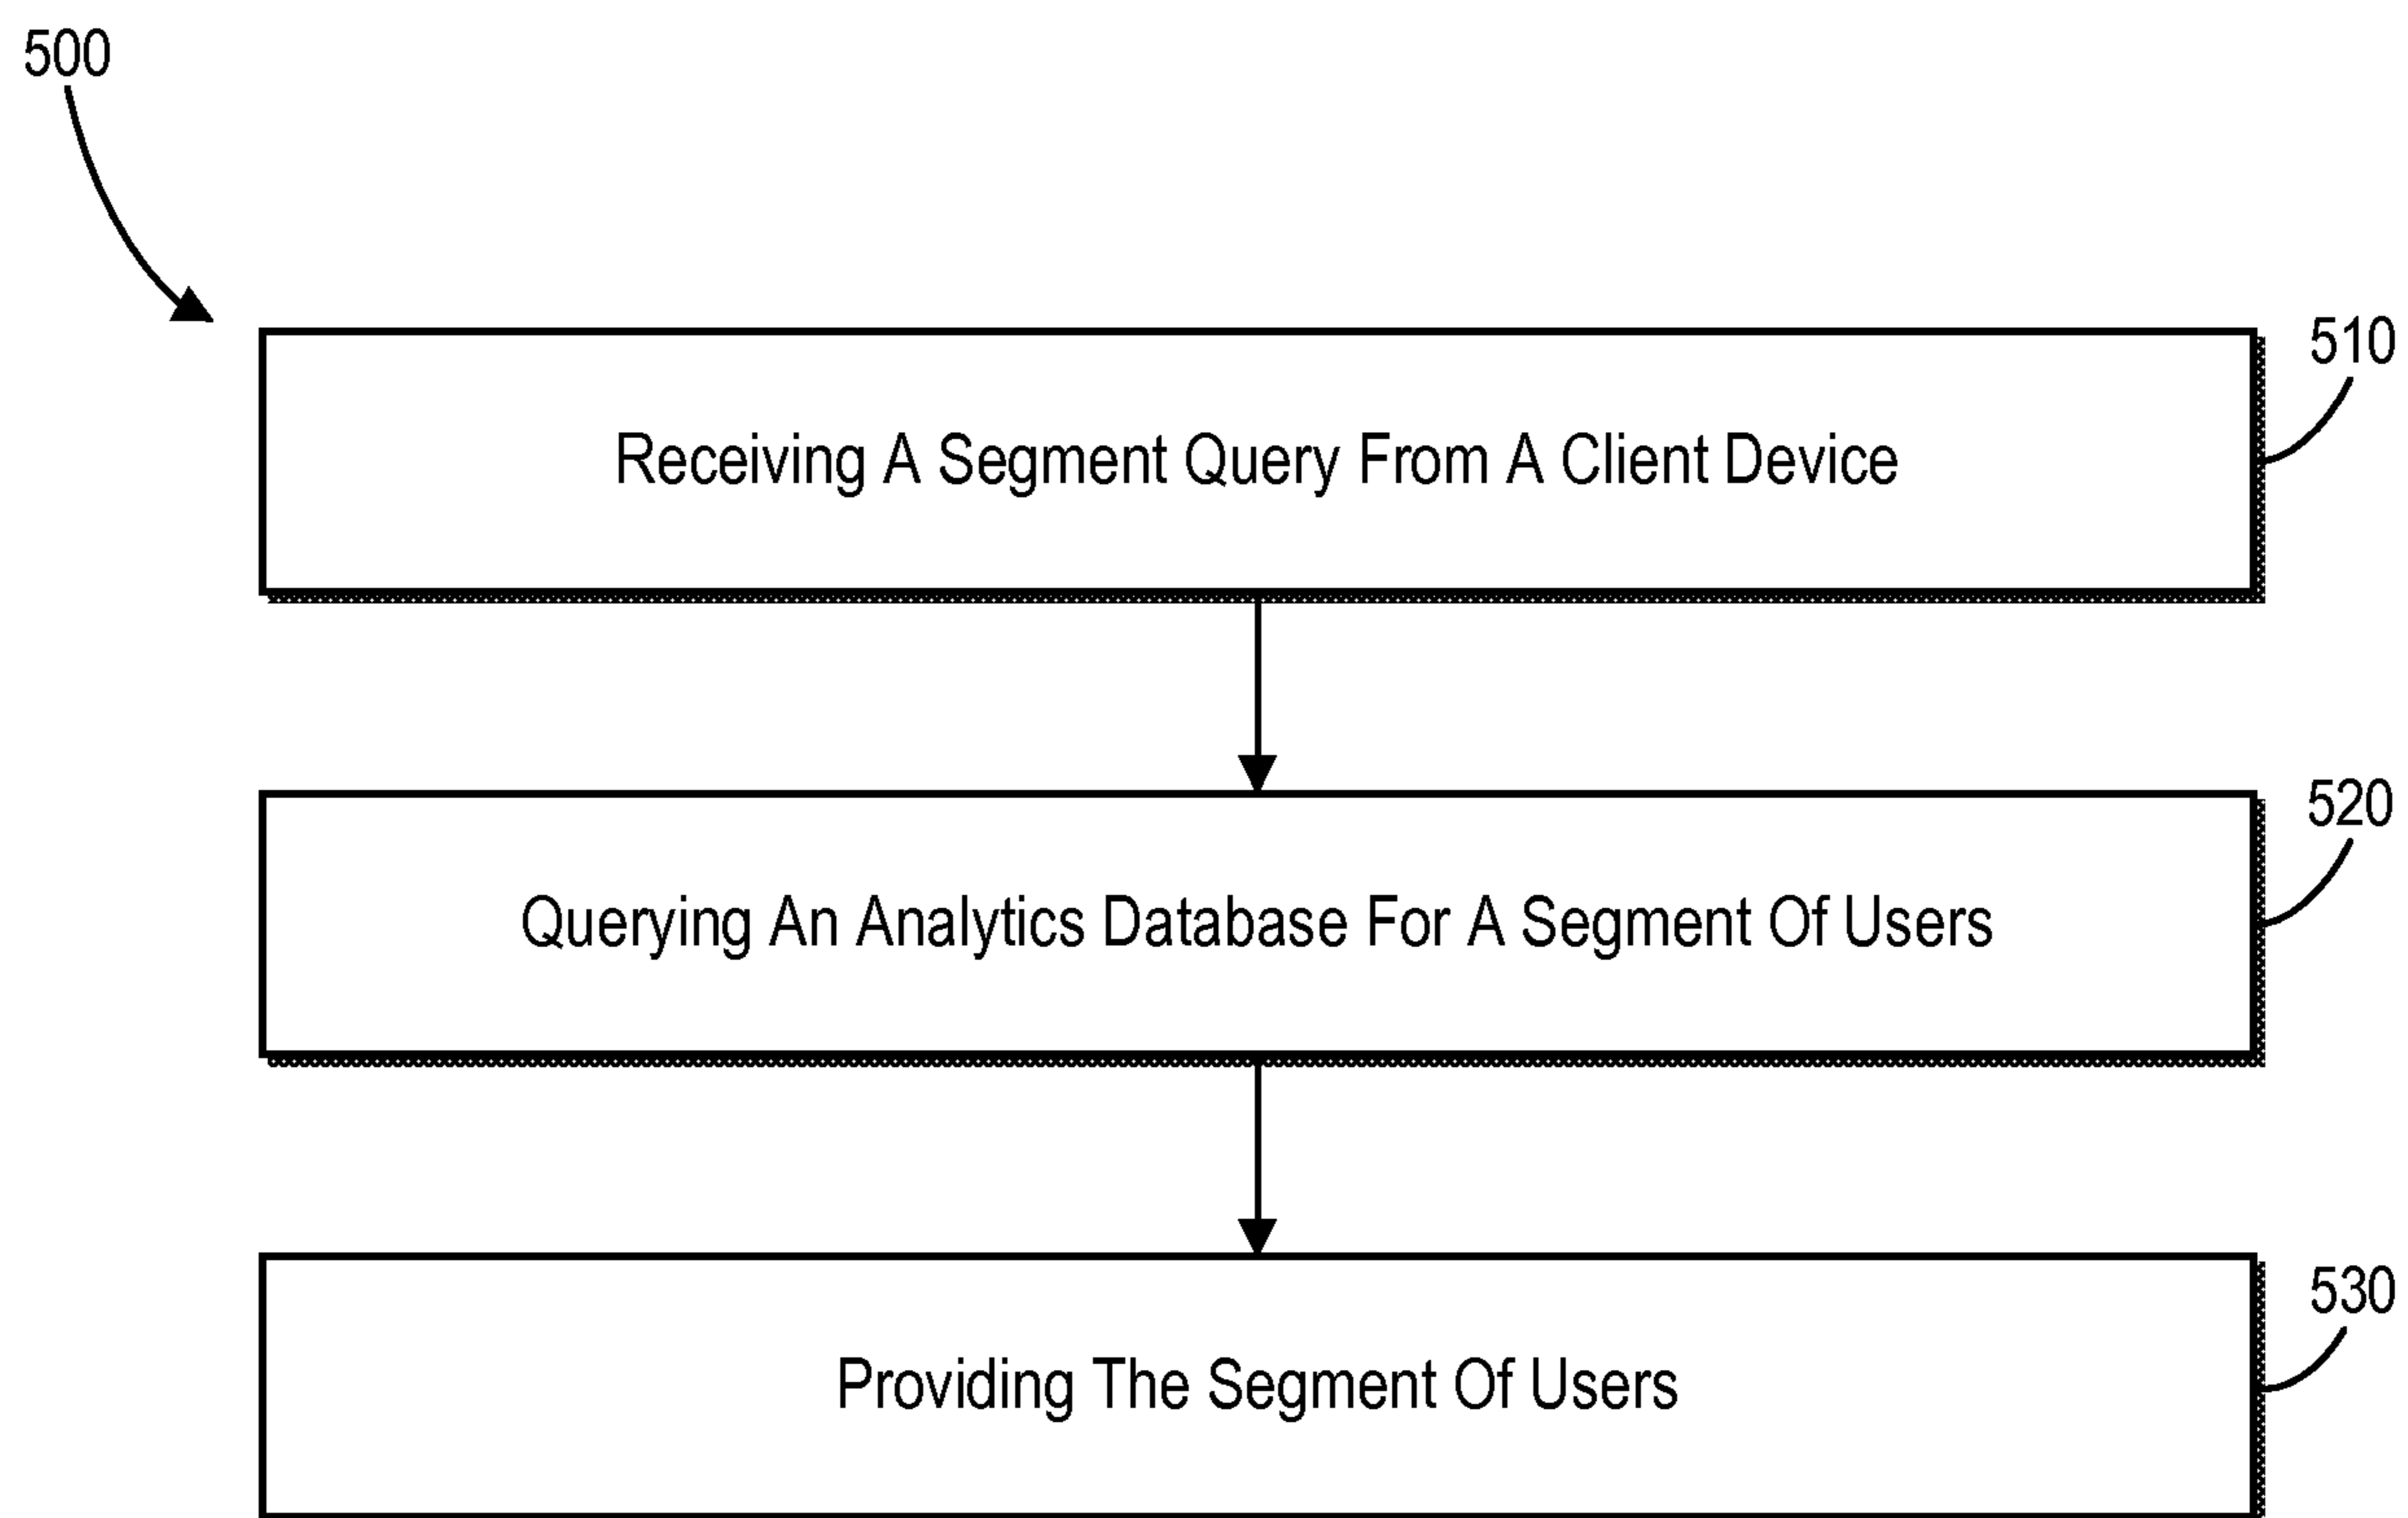 500
510
Receiving A Segment Query From A Client Device
520
Querying An Analytics Database For A Segment Of Users
530
Providing The Segment Of Users